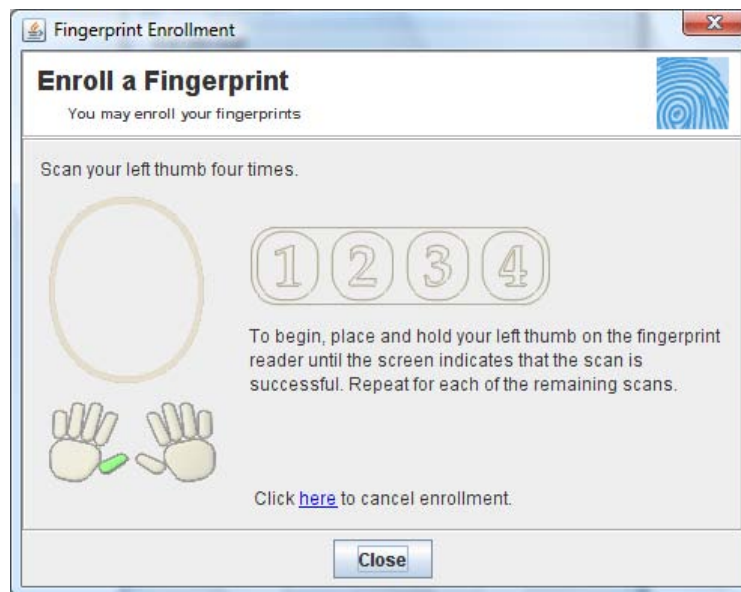 Fingerprint Enrollment
Enroll a Fingerprint
You may enroll your fingerprints
Scan your left thumb four times.
1 2 3 4
To begin, place and hold your left thumb on the fingerprint
reader until the screen indicates that the scan is
successful. Repeat for each of the remaining scans.
Click here to cancel enrollment.
Close